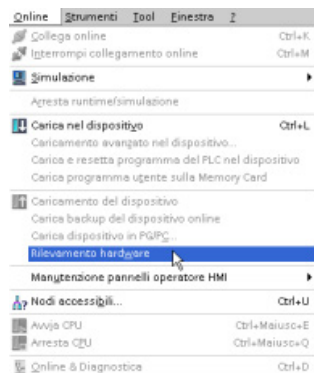 Online Strumenti Tool Finestra ?
Collega online Ctrl+K
Interrompi collegamento online Ctrl+M
Simulazione
Arresta runtime/simulazione
Carica nel dispositivo Ctrl+L
Caricamento avanzato nel dispositivo...
Carica e resetta programma del PLC nel dispositivo
Carica programma utente sulla Memory Card
Caricamento del dispositivo
Carica backup del dispositivo online
Carica dispositivo in PG/PC...
Rilevamento hardware
Manutenzione pannelli operatore HMI
Nodi accessibili... Ctrl+U
Avvia CPU Ctrl+Maiusc+E
Arresta CPU Ctrl+Maiusc+Q
Online & Diagnostica Ctrl+D